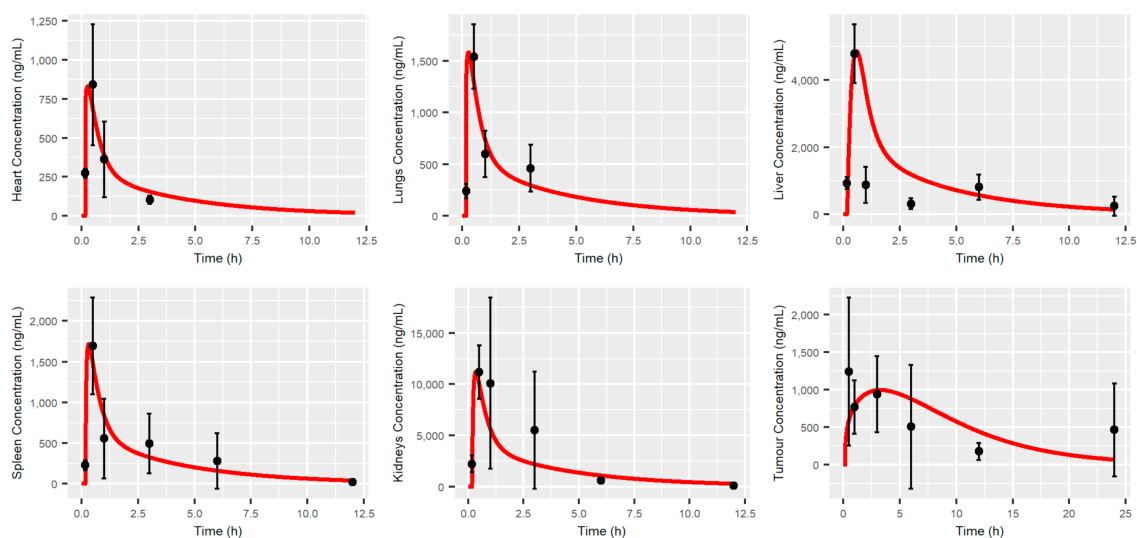 Heart Concentration (ng/mL)
1,250
1,000
750
500
250
0
0.0 2.5 5.0 7.5 10.0 12.5
Time (h)
Lungs Concentration (ng/mL)
1,500
1,000
500
0
0.0 2.5 5.0 7.5 10.0 12.5
Time (h)
Liver Concentration (ng/mL)
4,000
2,000
0
0.0 2.5 5.0 7.5 10.0 12.5
Time (h)
Spleen Concentration (ng/mL)
2,000
1,500
1,000
500
0
0.0 2.5 5.0 7.5 10.0 12.5
Time (h)
Kidneys Concentration (ng/mL)
15,000
10,000
5,000
0
0.0 2.5 5.0 7.5 10.0 12.5
Time (h)
Tumour Concentration (ng/mL)
2,000
1,500
1,000
500
0
0 5 10 15 20 25
Time (h)